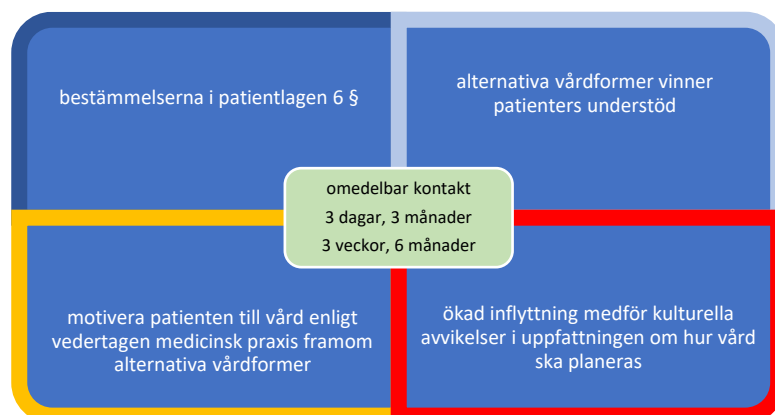 bestämmelserna i patientlagen 6 §
alternativa vårdformer vinner
patienters understöd
omedelbar kontakt
3 dagar, 3 månader
3 veckor, 6 månader
motivera patienten till vård enligt
vedertagen medicinsk praxis framom
alternativa vårdformer
ökad inflyttning medför kulturella
avvikelser i uppfattningen om hur vård
ska planeras